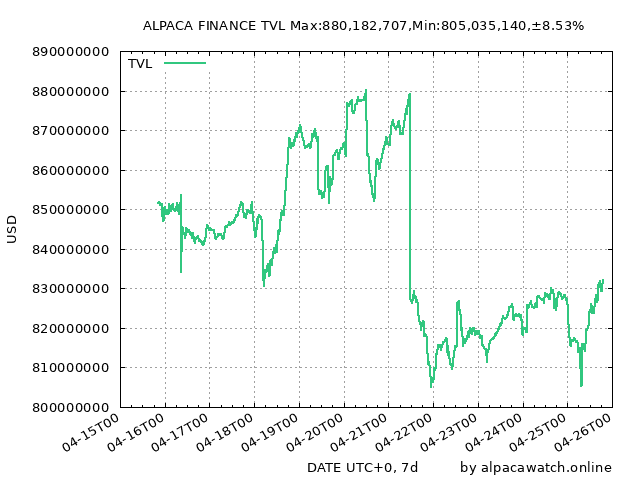 ALPACA FINANCE TVL Max:880,182,707,Min:805,035,140,±8.53%
890000000
TVL
880000000
870000000
860000000
850000000
840000000
830000000
820000000
810000000
800000000
USD
04-15T00
04-16T00
04-17T00
04-18T00
04-19T00
04-20T00
04-21T00
04-22T00
04-23T00
04-24T00
04-25T00
04-26T00
DATE UTC+0, 7d
by alpacawatch.online